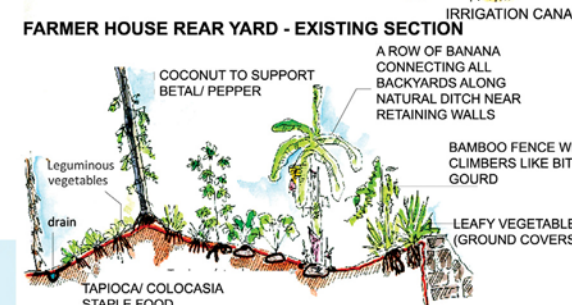 IRRIGATION CANA
FARMER HOUSE REAR YARD - EXISTING SECTION
A ROW OF BANANA
CONNECTING ALL
BACKYARDS ALONG
NATURAL DITCH NEAR
RETAINING WALLS
COCONUT TO SUPPORT
BETAL/ PEPPER
BAMBOO FENCE W
CLIMBERS LIKE BIT
GOURD
Leguminous
vegetables
drain
LEAFY VEGETABLE
(GROUND COVERS
TAPIOCA/ COLOCASIA
STAPLE FOOD